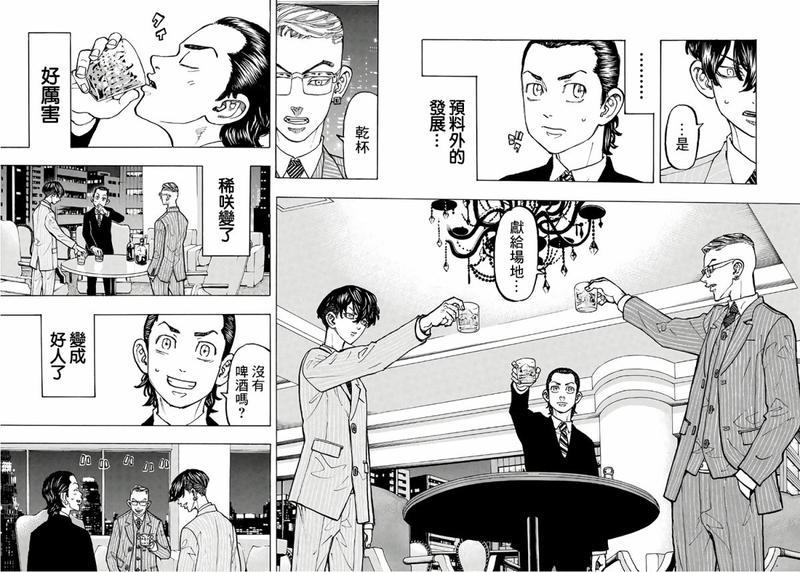 …是
………
預料外的
發展…
獻給場地…
乾杯
好厲害
稀咲變了
沒有
啤酒嗎?
變成
好人了